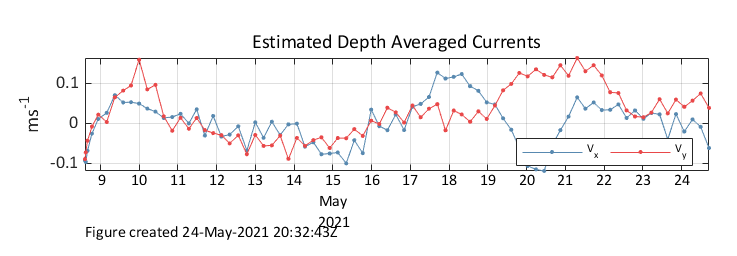 Estimated Depth Averaged Currents
ms-1
0.1
0
-0.1
Vx Vy
9 10 11 12 13 14 15 16 17 18 19 20 21 22 23 24
May
2021
Figure created 24-May-2021 20:32:43Z